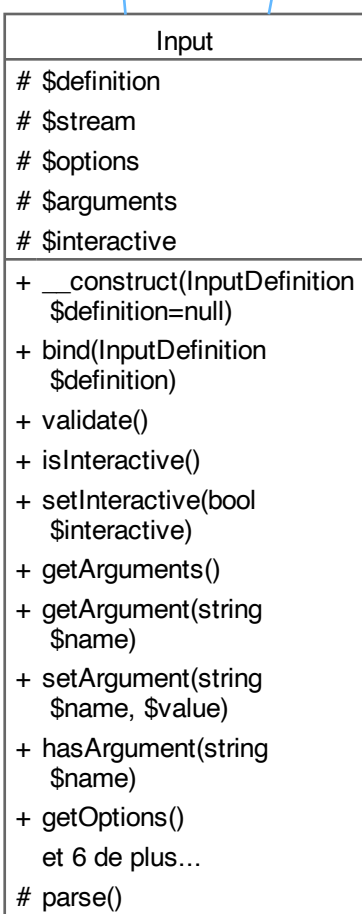 Input
# $definition
# $stream
# $options
# $arguments
# $interactive
+ __construct(InputDefinition
$definition=null)
+ bind(InputDefinition
$definition)
+ validate()
+ isInteractive()
+ setInteractive(bool
$interactive)
+ getArguments()
+ getArgument(string
$name)
+ setArgument(string
$name, $value)
+ hasArgument(string
$name)
+ getOptions()
et 6 de plus...
# parse()